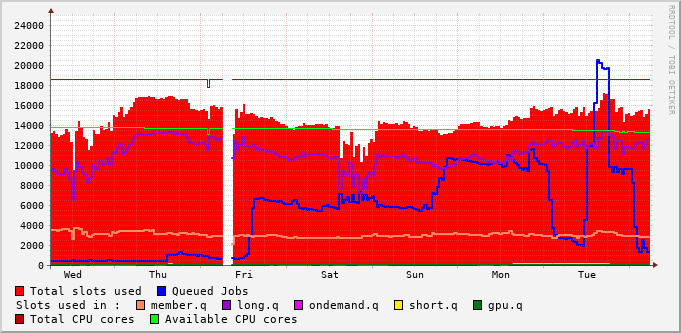 24000
22000
20000
18000
16000
14000
12000
10000
8000
6000
4000
2000
0
Wed Thu Fri Sat Sun Mon Tue
Total slots used Queued Jobs
Slots used in : member.q long.q ondemand.q short.q gpu.q
Total CPU cores Available CPU cores
RRDTOOL / TOBI OETIKER